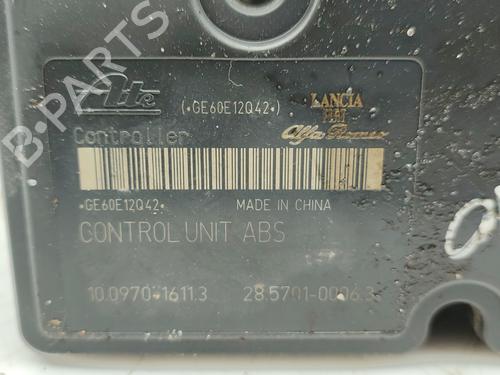 B-PARTS
Ate
(•GE60E12Q42•)
LANCIA
FIAT
Alfa Romeo
Controller
•GE60E12Q42•
MADE IN CHINA
CONTROL UNIT ABS
10.0970-1611.3
28.5701-0006.3